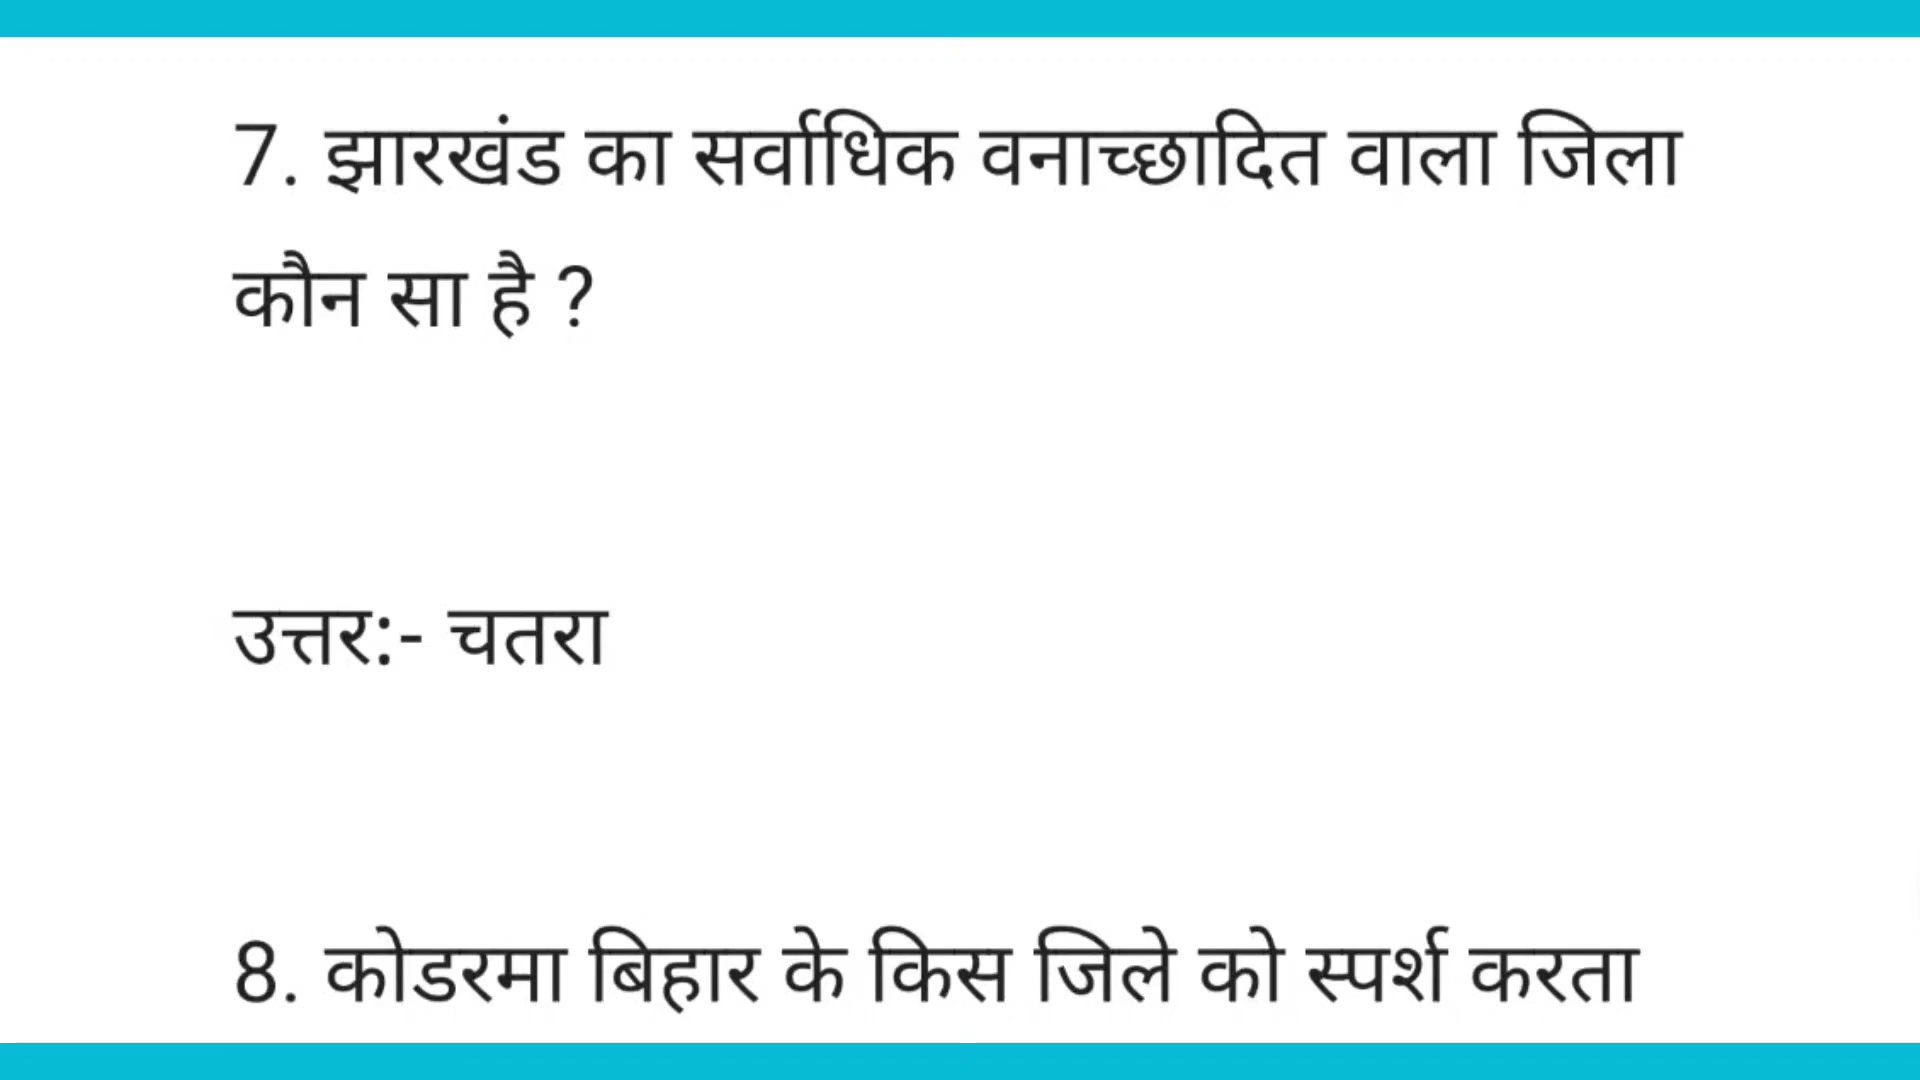 7. झारखंड का सर्वाधिक वनाच्छादित वाला जिला
कौन सा है ?
उत्तर:- चतरा
8. कोडरमा बिहार के किस जिले को स्पर्श करता